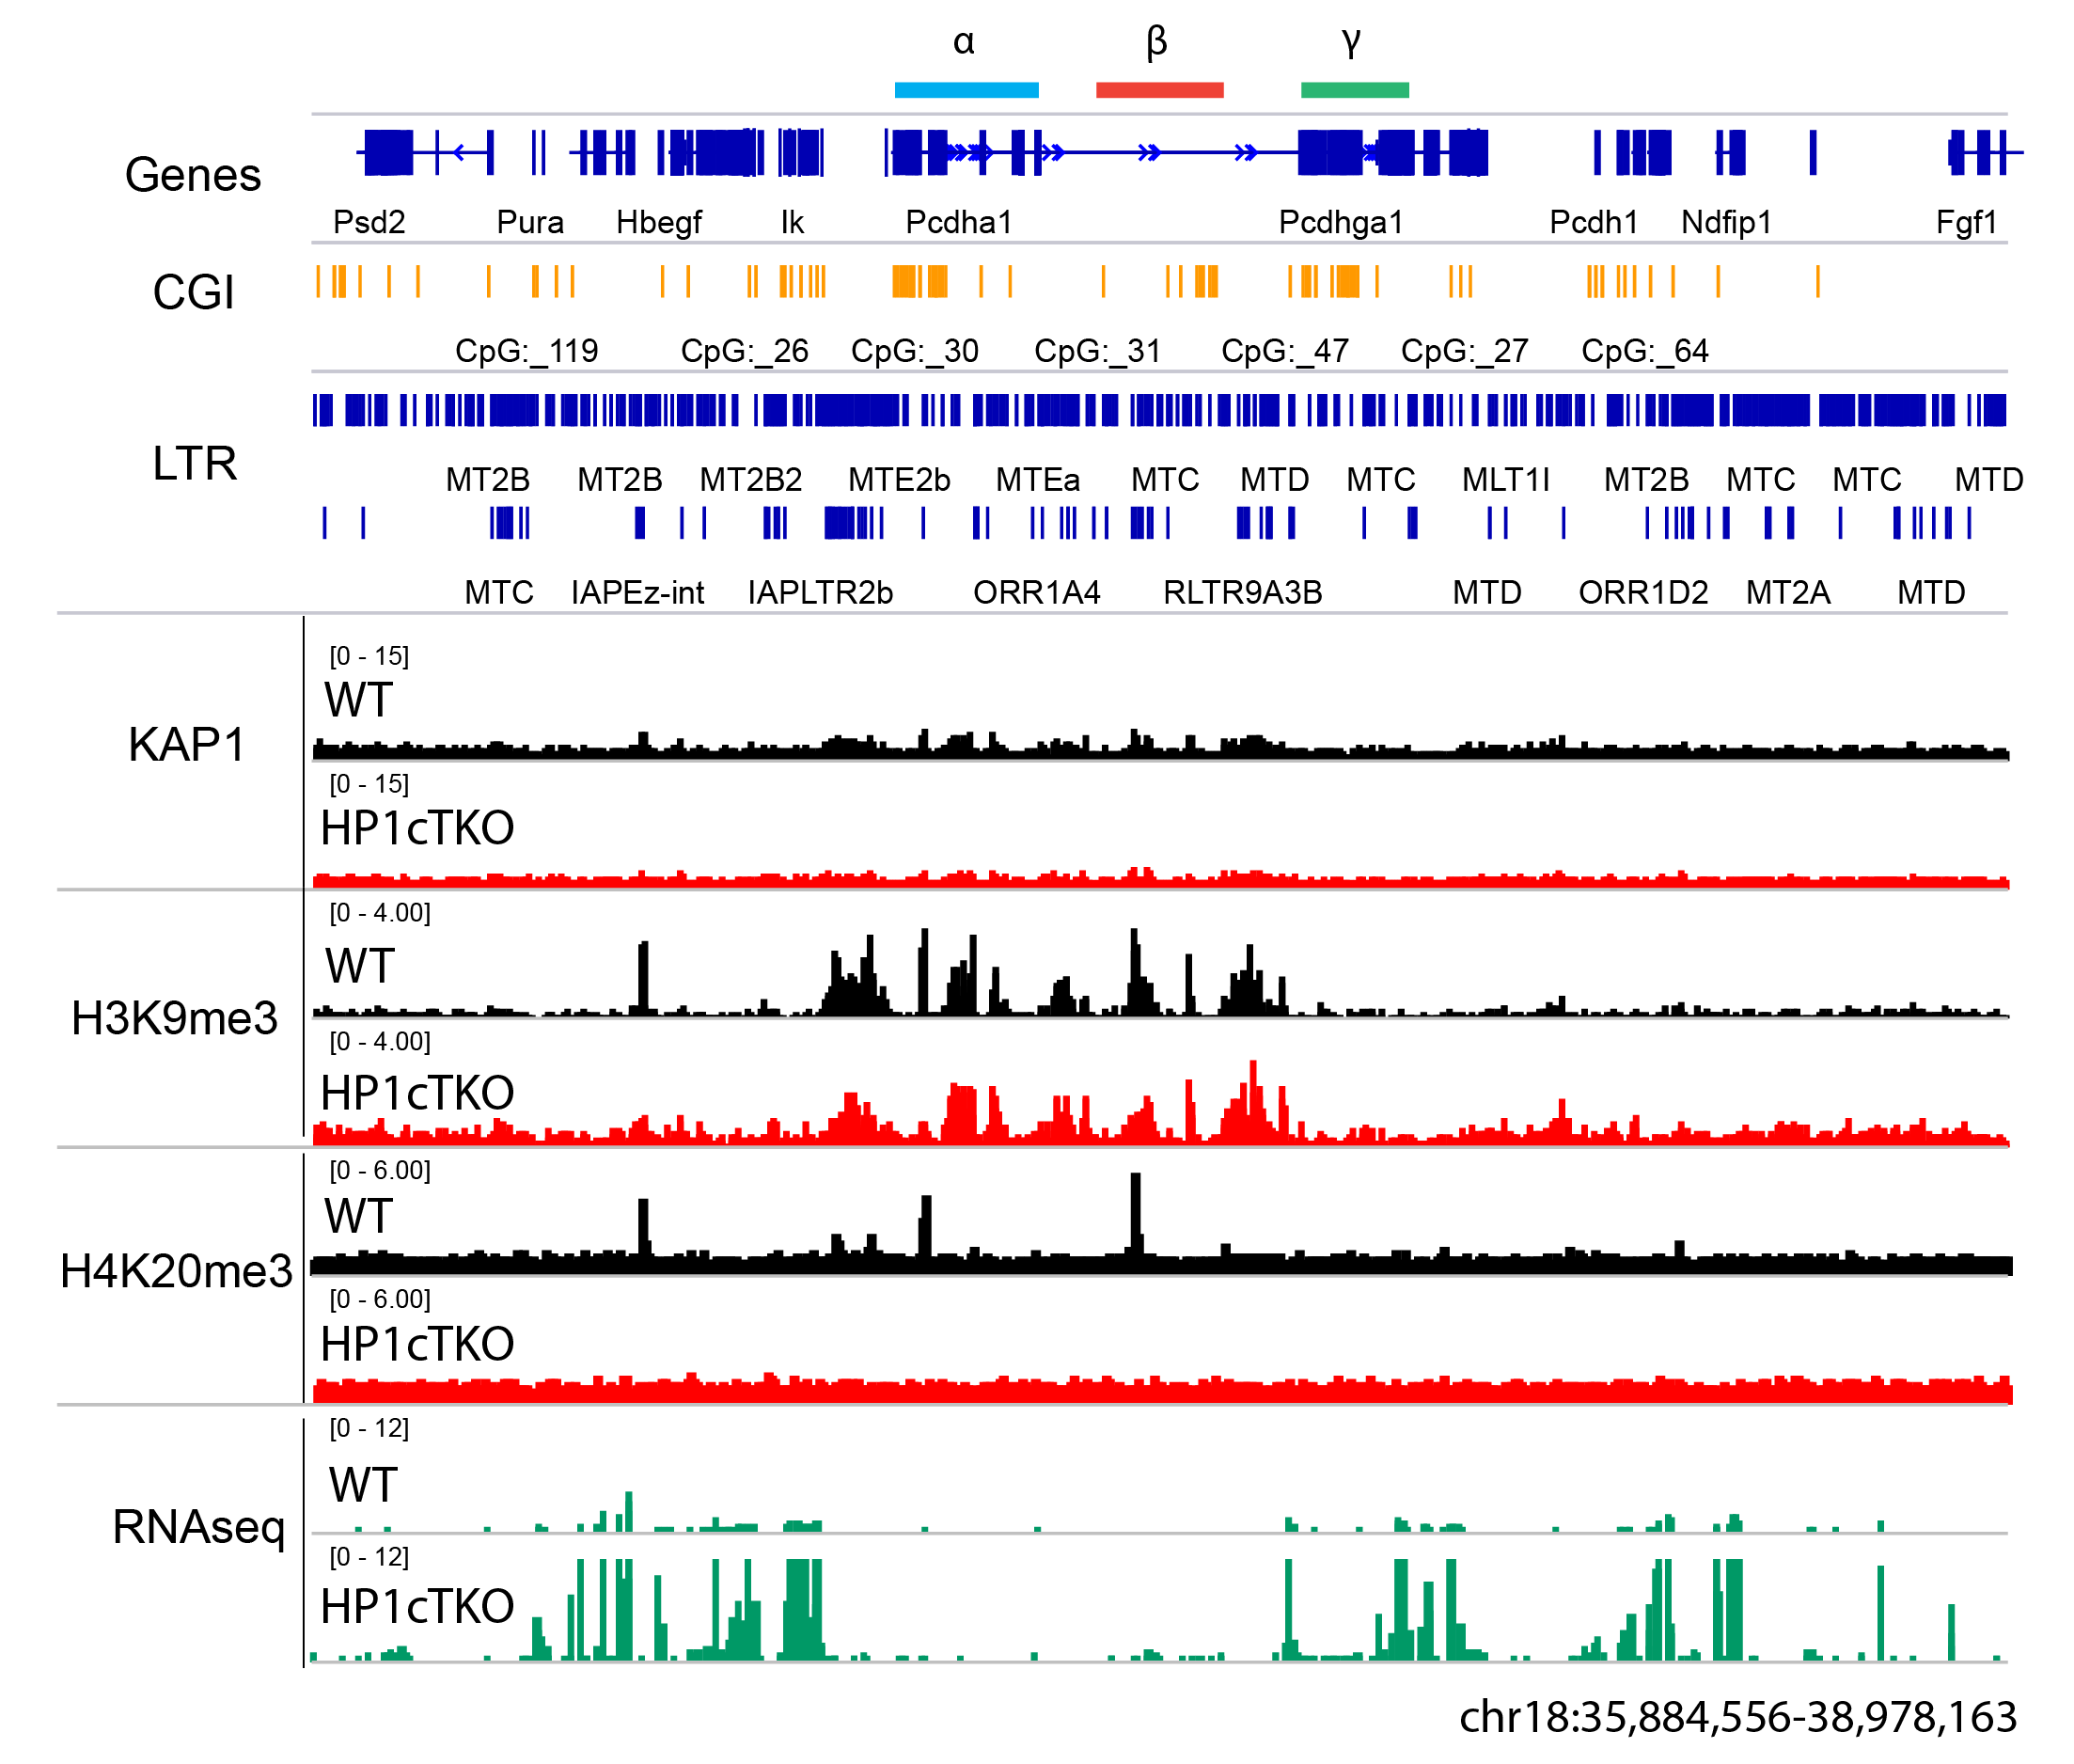 α β γ
Genes
Psd2 Pura Hbegf Ik Pcdha1 Pcdhga1 Pcdh1 Ndfip1 Fgf1
CGI
CpG:_119 CpG:_26 CpG:_30 CpG:_31 CpG:_47 CpG:_27 CpG:_64
LTR
MT2B MT2B MT2B2 MTE2b MTEa MTC MTD MTC MLT1I MT2B MTC MTC MTD
MTC IAPEz-int IAPLTR2b ORR1A4 RLTR9A3B MTD ORR1D2 MT2A MTD
[0 - 15]
WT
KAP1
[0 - 15]
HP1cTKO
[0 - 4.00]
WT
H3K9me3
[0 - 4.00]
HP1cTKO
[0 - 6.00]
WT
H4K20me3
[0 - 6.00]
HP1cTKO
[0 - 12]
WT
RNAseq
[0 - 12]
HP1cTKO
chr18:35,884,556-38,978,163